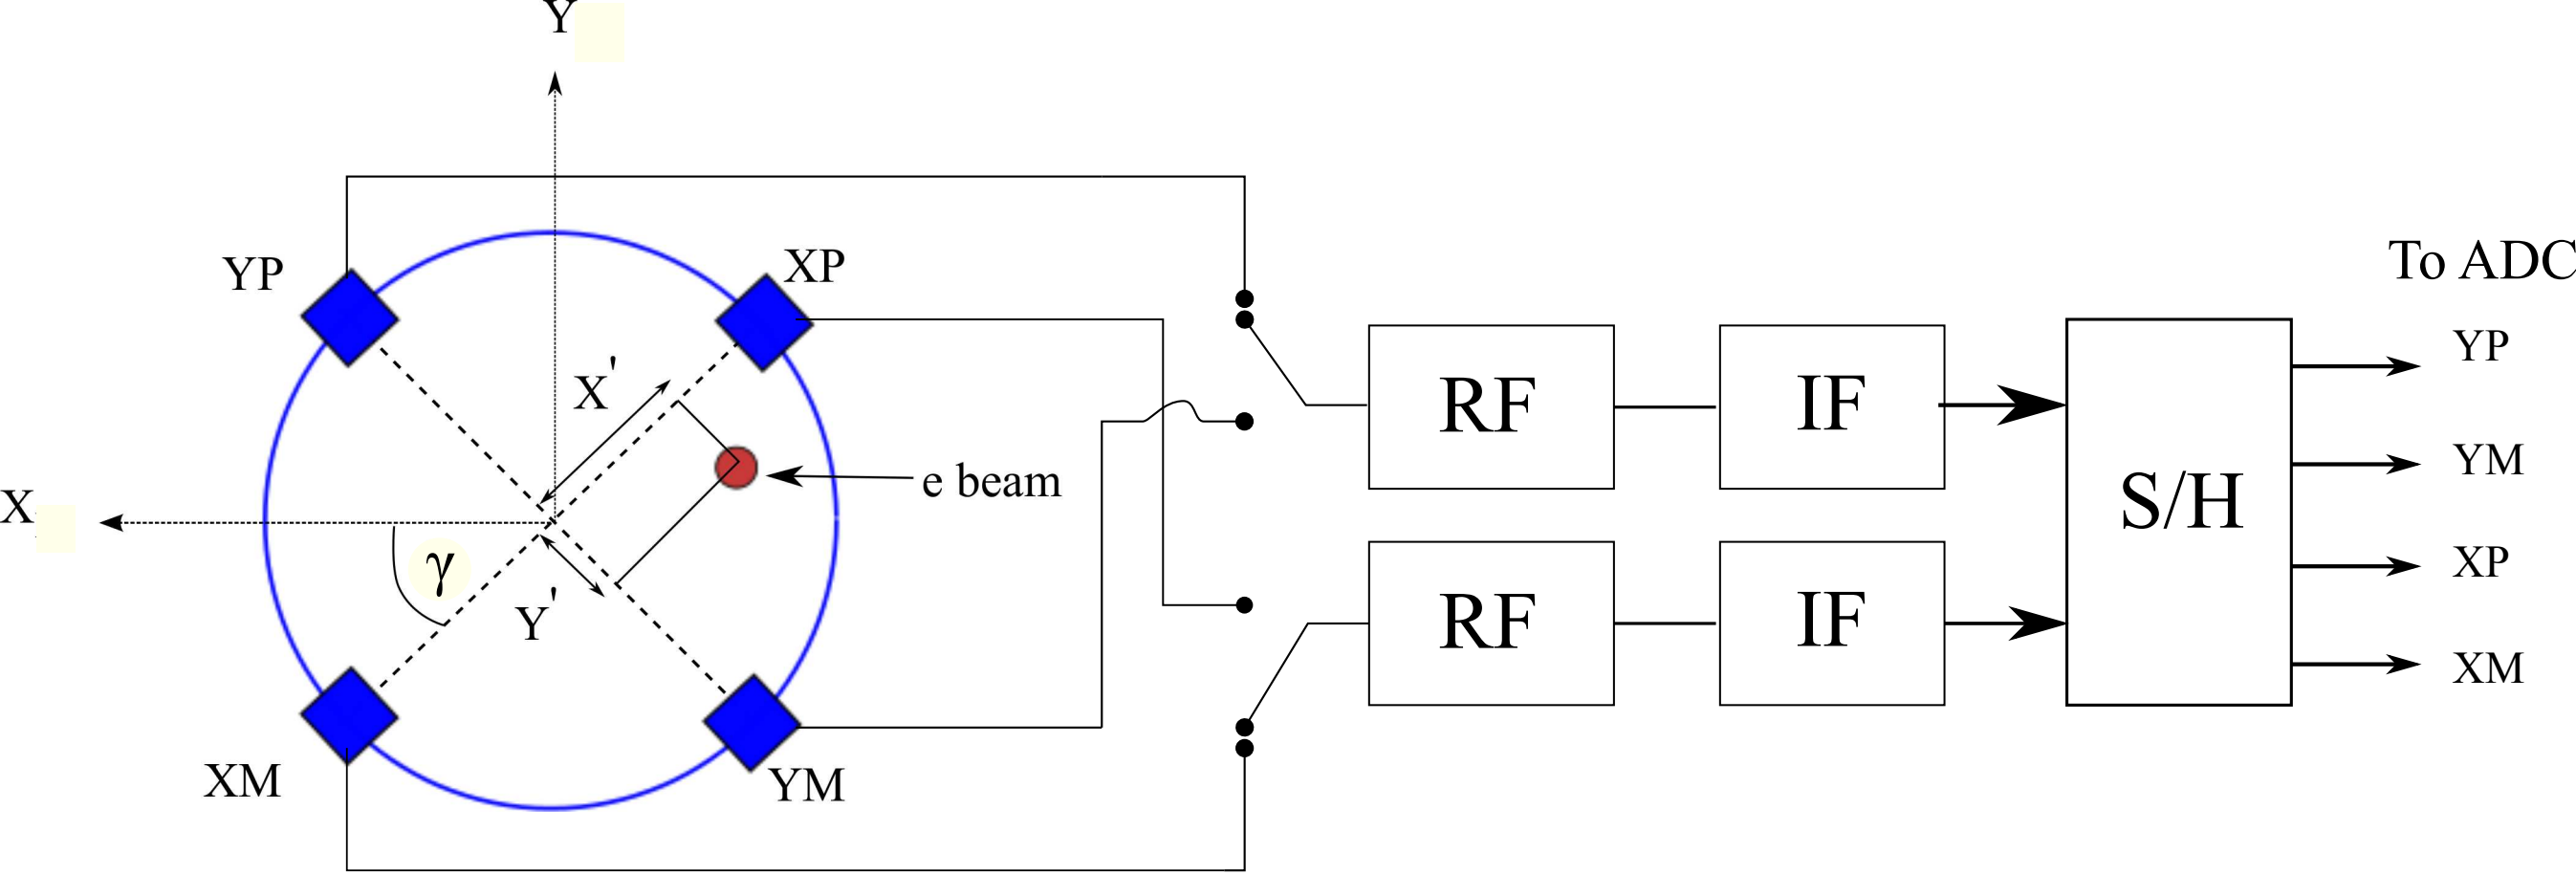 Y
YP
XP
X'
e beam
X
γ
Y'
XM
YM
RF
IF
RF
IF
S/H
To ADC
YP
YM
XP
XM